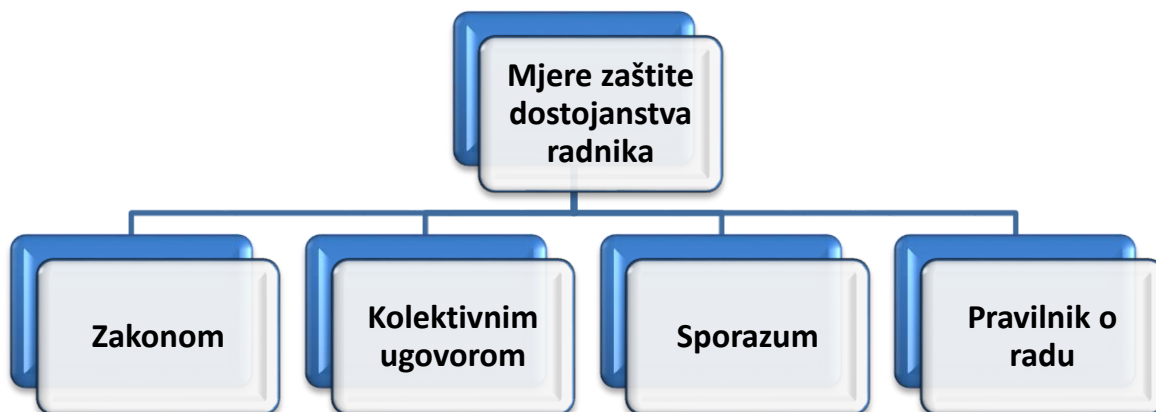 Mjere zaštite
dostojanstva
radnika
Zakonom
Kolektivnim
ugovorom
Sporazum
Pravilnik o
radu